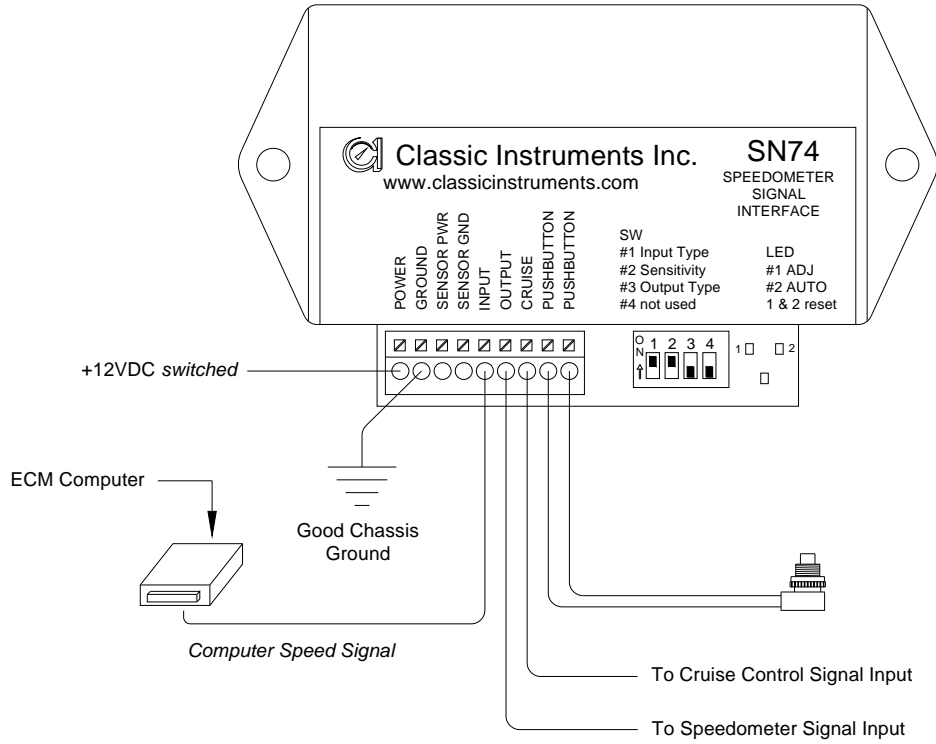 Classic Instruments Inc.
www.classicinstruments.com
SN74
SPEEDOMETER
SIGNAL
INTERFACE
POWER
GROUND
SENSOR PWR
SENSOR GND
INPUT
OUTPUT
CRUISE
PUSHBUTTON
PUSHBUTTON
SW
#1 Input Type
#2 Sensitivity
#3 Output Type
#4 not used
LED
#1 ADJ
#2 AUTO
1 & 2 reset
ON
1 2 3 4
1 2
+12VDC switched
ECM Computer
Good Chassis
Ground
Computer Speed Signal
To Cruise Control Signal Input
To Speedometer Signal Input